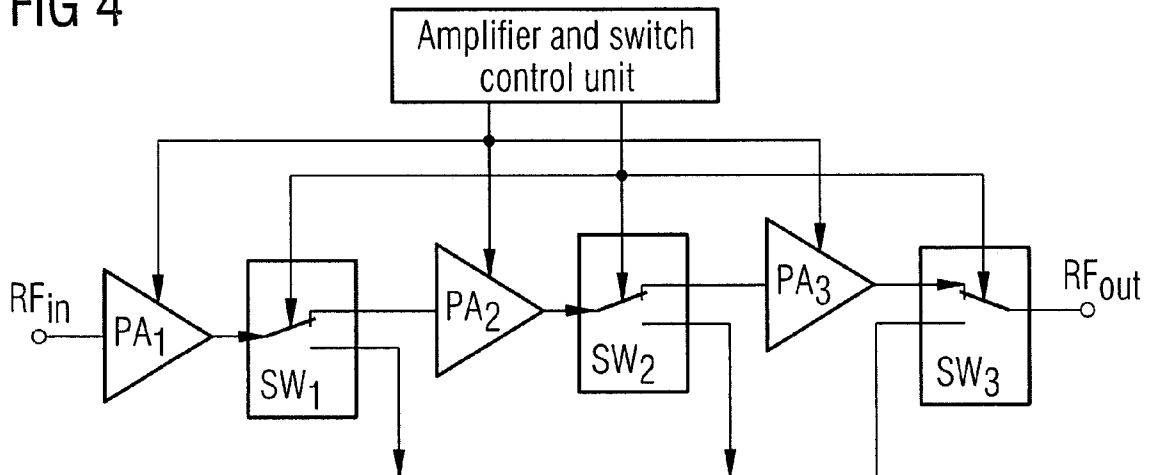 FIG 4
Amplifier and switch
control unit
RFin
PA1
SW1
PA2
SW2
PA3
SW3
RFout